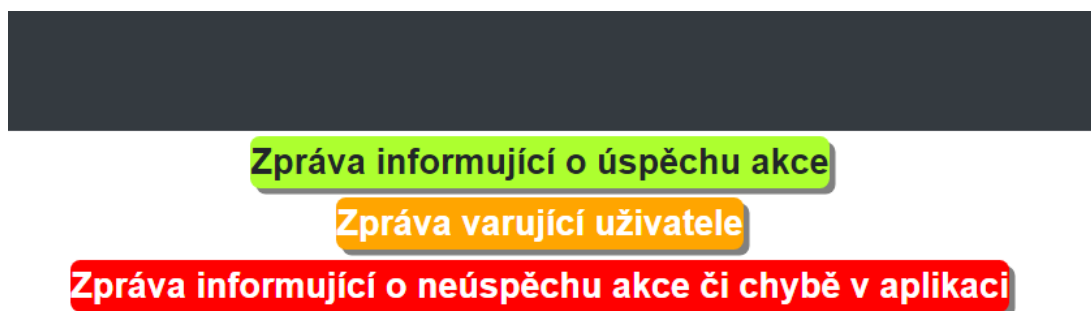 Zpráva informující o úspěchu akce
Zpráva varující uživatele
Zpráva informující o neúspěchu akce či chybě v aplikaci